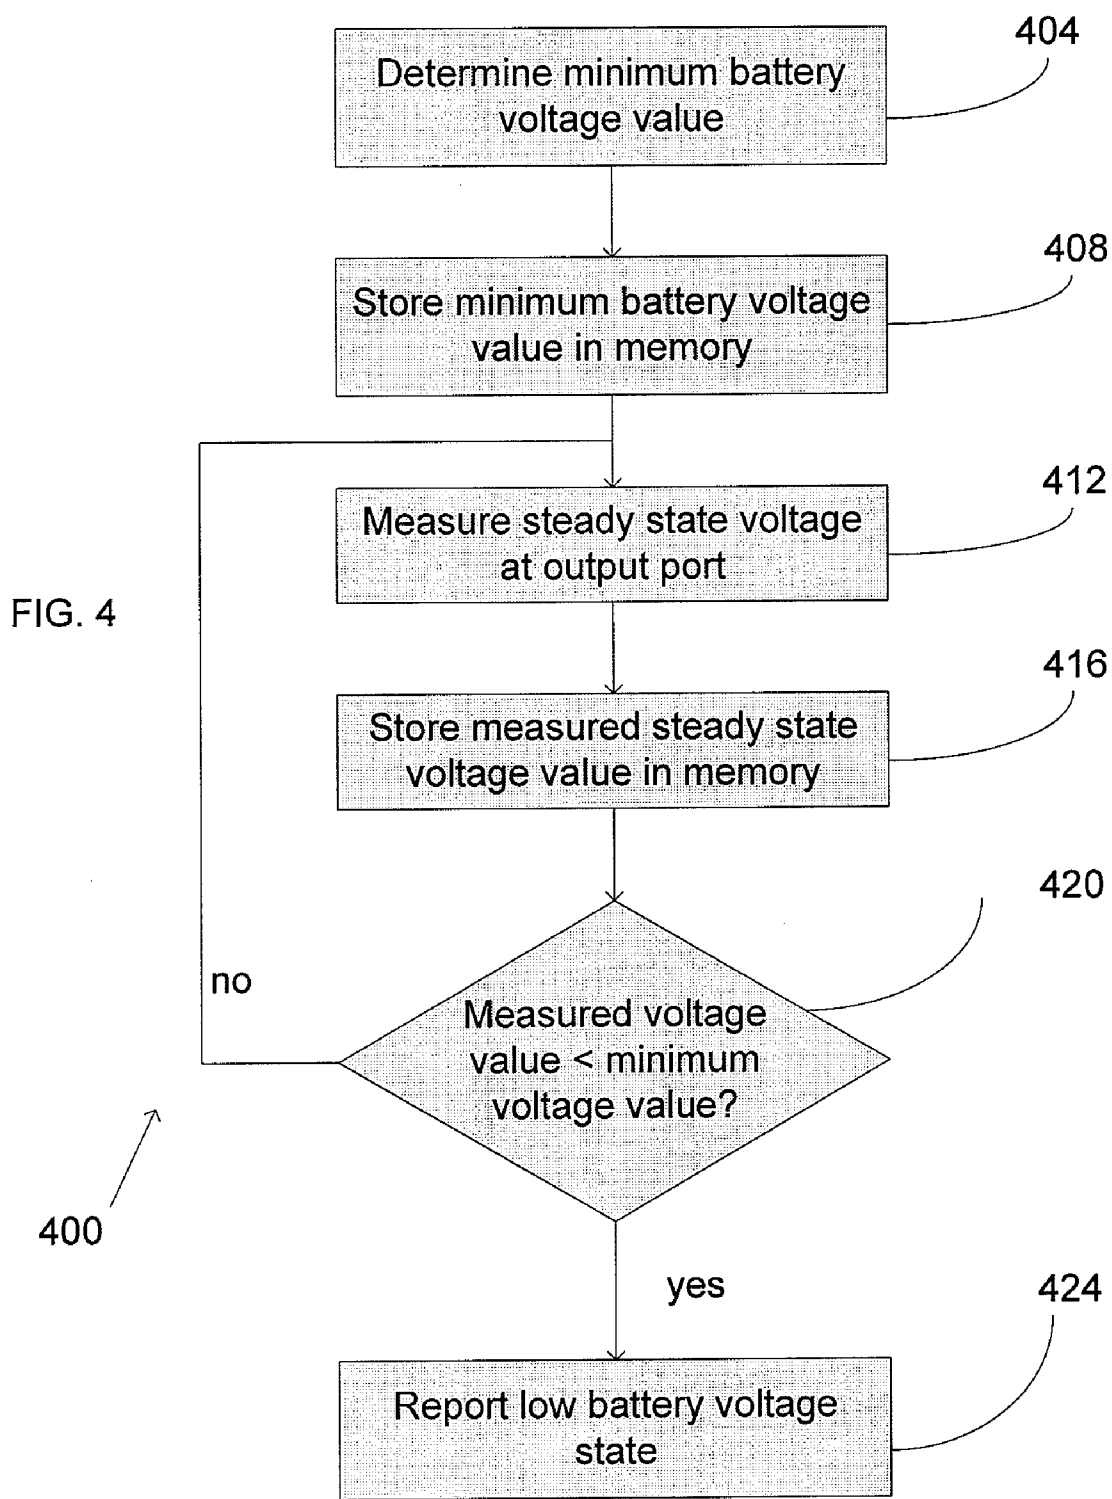 404
Determine minimum battery
voltage value
408
Store minimum battery voltage
value in memory
412
Measure steady state voltage
at output port
FIG. 4
416
Store measured steady state
voltage value in memory
420
no
Measured voltage
value < minimum
voltage value?
400
yes
424
Report low battery voltage
state